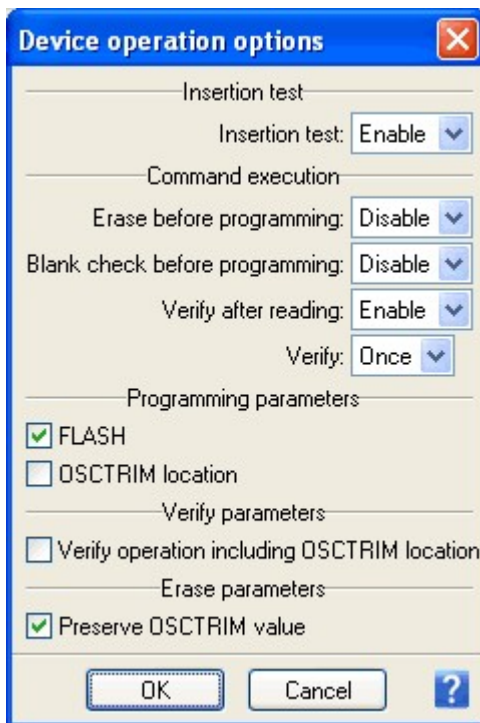 Device operation options
Insertion test
Insertion test: Enable
Command execution
Erase before programming: Disable
Blank check before programming: Disable
Verify after reading: Enable
Verify: Once
Programming parameters
FLASH
OSCTRIM location
Verify parameters
Verify operation including OSCTRIM location
Erase parameters
Preserve OSCTRIM value
OK Cancel ?